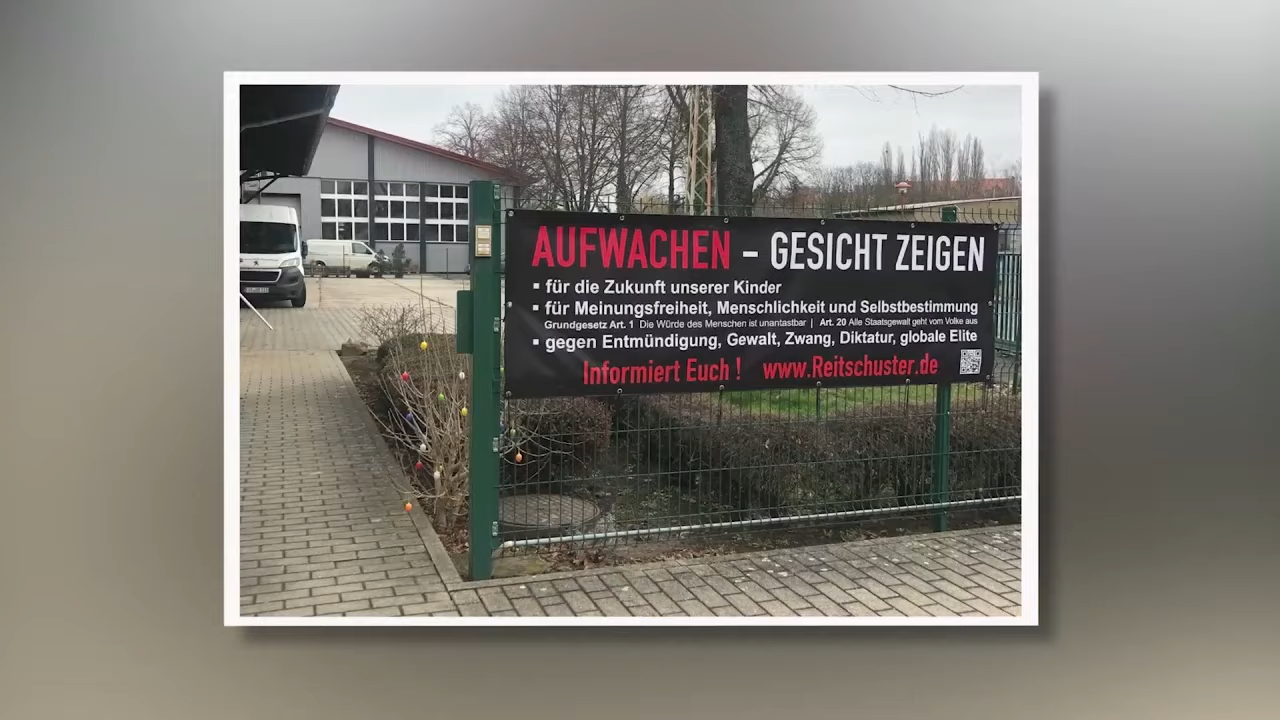 AUFWACHEN – GESICHT ZEIGEN
▪ für die Zukunft unserer Kinder
▪ für Meinungsfreiheit, Menschlichkeit und Selbstbestimmung
Grundgesetz Art. 1 Die Würde des Menschen ist unantastbar | Art. 20 Alle Staatsgewalt geht vom Volke aus
▪ gegen Entmündigung, Gewalt, Zwang, Diktatur, globale Elite
Informiert Euch ! www.Reitschuster.de